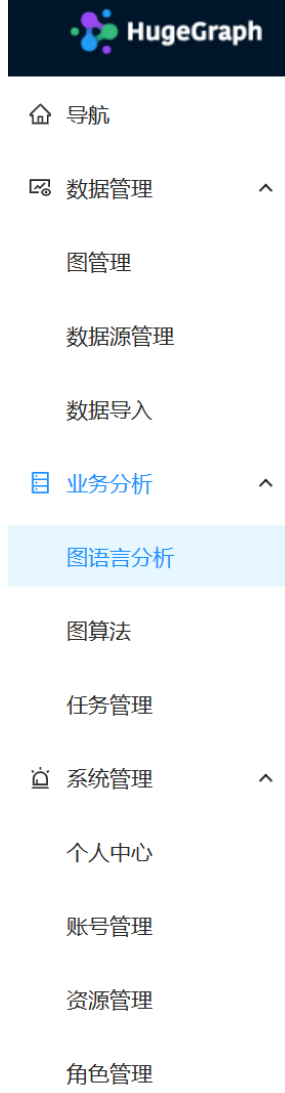 HugeGraph
导航
数据管理
图管理
数据源管理
数据导入
业务分析
图语言分析
图算法
任务管理
系统管理
个人中心
账号管理
资源管理
角色管理